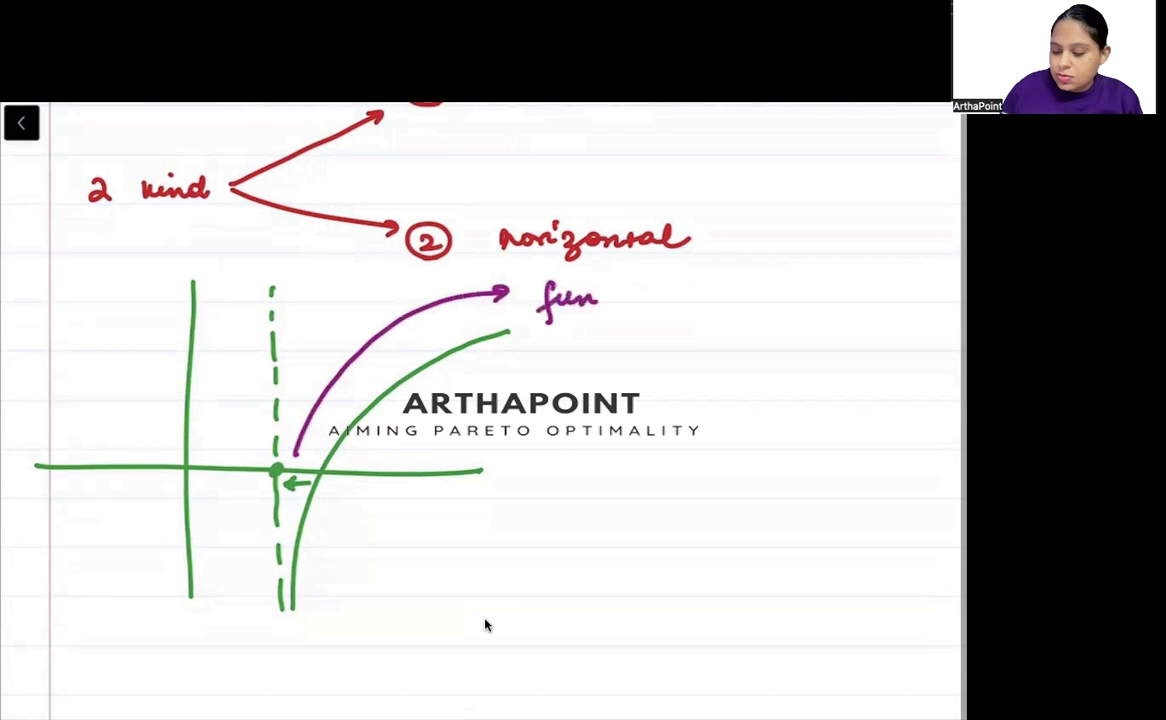 ArthaPoint
2 kind
2 horizontal
fun
ARTHAPOINT
AIMING PARETO OPTIMALITY